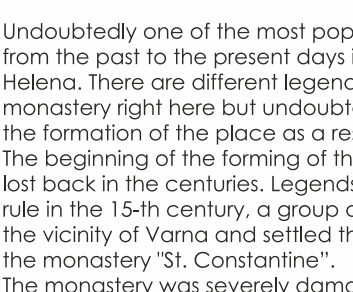 Undoubtedly one of the most pop
from the past to the present days i
Helena. There are different legend
monastery right here but undoubt
the formation of the place as a re
The beginning of the forming of th
lost back in the centuries. Legends
rule in the 15-th century, a group
the vicinity of Varna and settled th
the monastery "St. Constantine”.
The monastery was severely dama